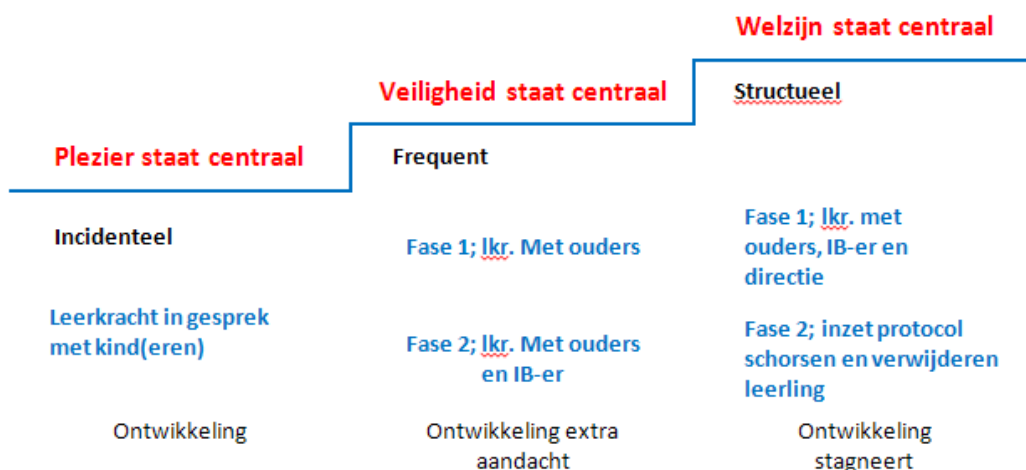 Plezier staat centraal
Incidenteel
Leerkracht in gesprek
met kind(eren)
Ontwikkeling
Veiligheid staat centraal
Frequent
Fase 1; lkr. Met ouders
Fase 2; lkr. Met ouders
en IB-er
Ontwikkeling extra
aandacht
Welzijn staat centraal
Structueel
Fase 1; lkr. met
ouders, IB-er en
directie
Fase 2; inzet protocol
schorsen en verwijderen
leerling
Ontwikkeling
stagneert